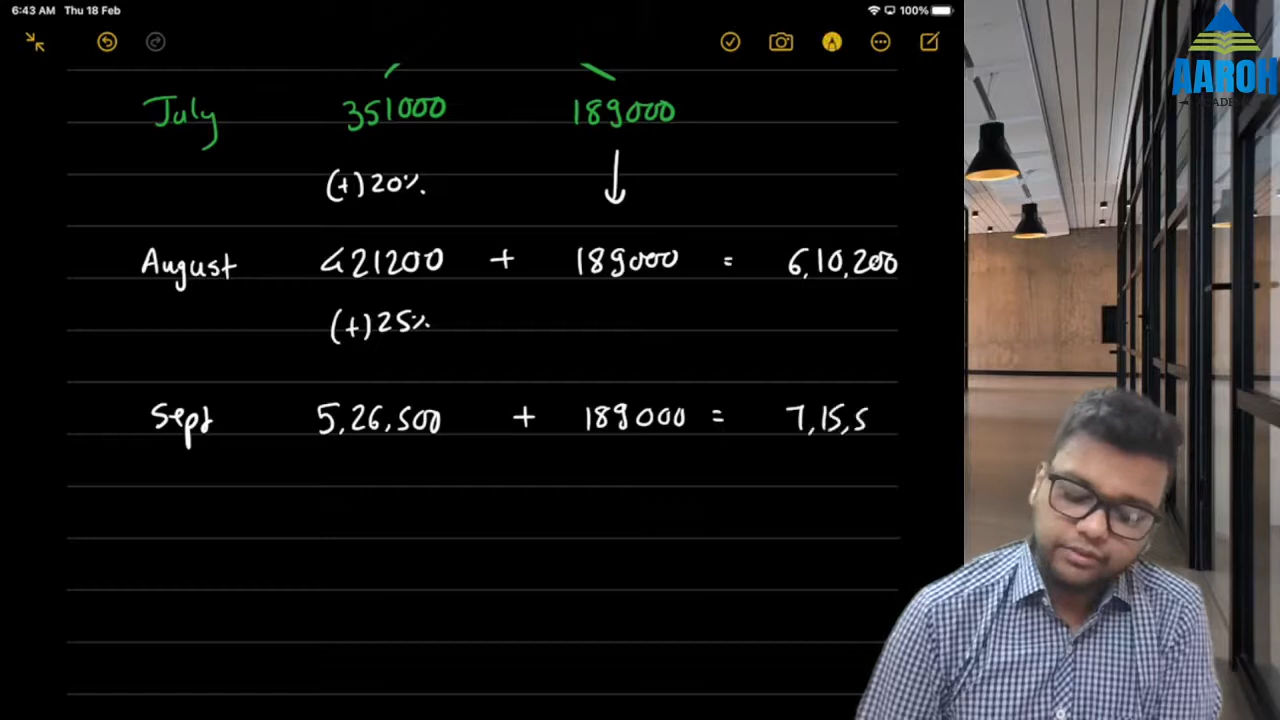 6:43 AM Thu 18 Feb 100%
AAROH
ACADEMY
July 351000 189000
(+) 20%.
August 421200 + 189000 = 6,10,200
(+) 25%.
Sept 5,26,500 + 189000 = 7,15,5